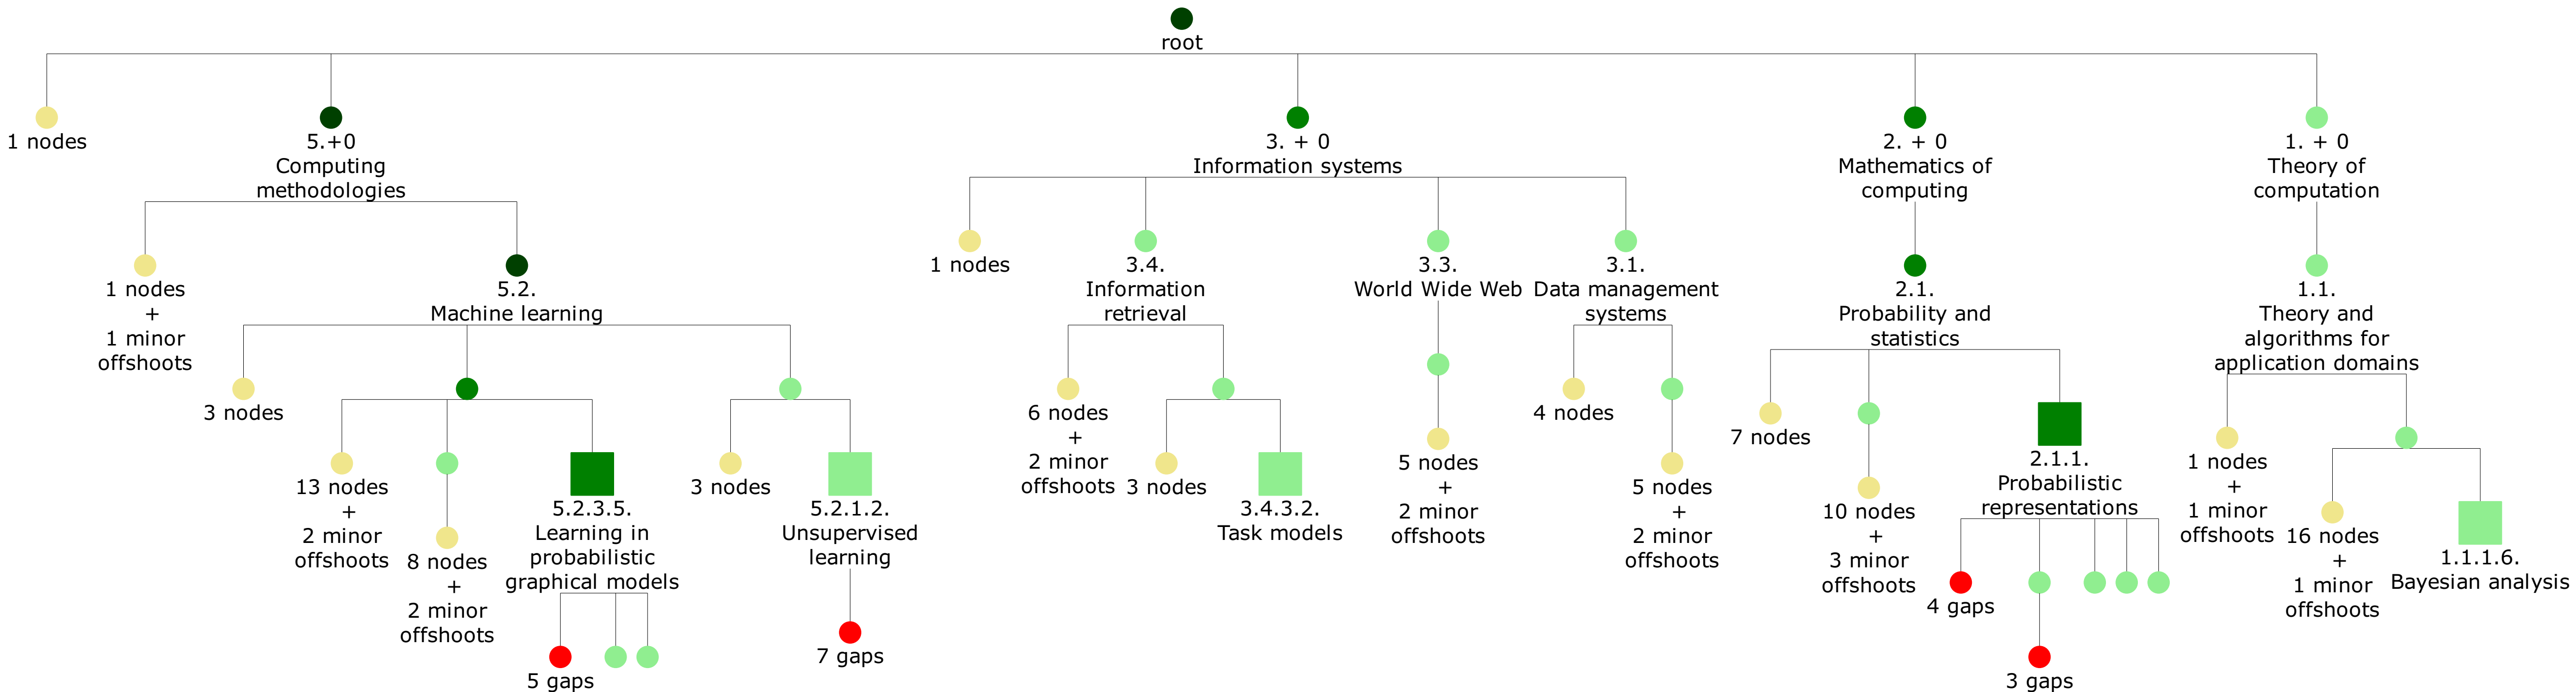 root
1 nodes
5.+0
Computing
methodologies
3. + 0
Information systems
2. + 0
Mathematics of
computing
1. + 0
Theory of
computation
1 nodes
+
1 minor
offshoots
5.2.
Machine learning
1 nodes
3.4.
Information
retrieval
3.3.
World Wide Web
3.1.
Data management
systems
2.1.
Probability and
statistics
1.1.
Theory and
algorithms for
application domains
3 nodes
13 nodes
+
2 minor
offshoots
8 nodes
+
2 minor
offshoots
5.2.3.5.
Learning in
probabilistic
graphical models
5 gaps
3 nodes
5.2.1.2.
Unsupervised
learning
7 gaps
6 nodes
+
2 minor
offshoots
3 nodes
3.4.3.2.
Task models
5 nodes
+
2 minor
offshoots
4 nodes
5 nodes
+
2 minor
offshoots
7 nodes
10 nodes
+
3 minor
offshoots
2.1.1.
Probabilistic
representations
4 gaps
3 gaps
1 nodes
+
1 minor
offshoots
16 nodes
+
1 minor
offshoots
1.1.1.6.
Bayesian analysis